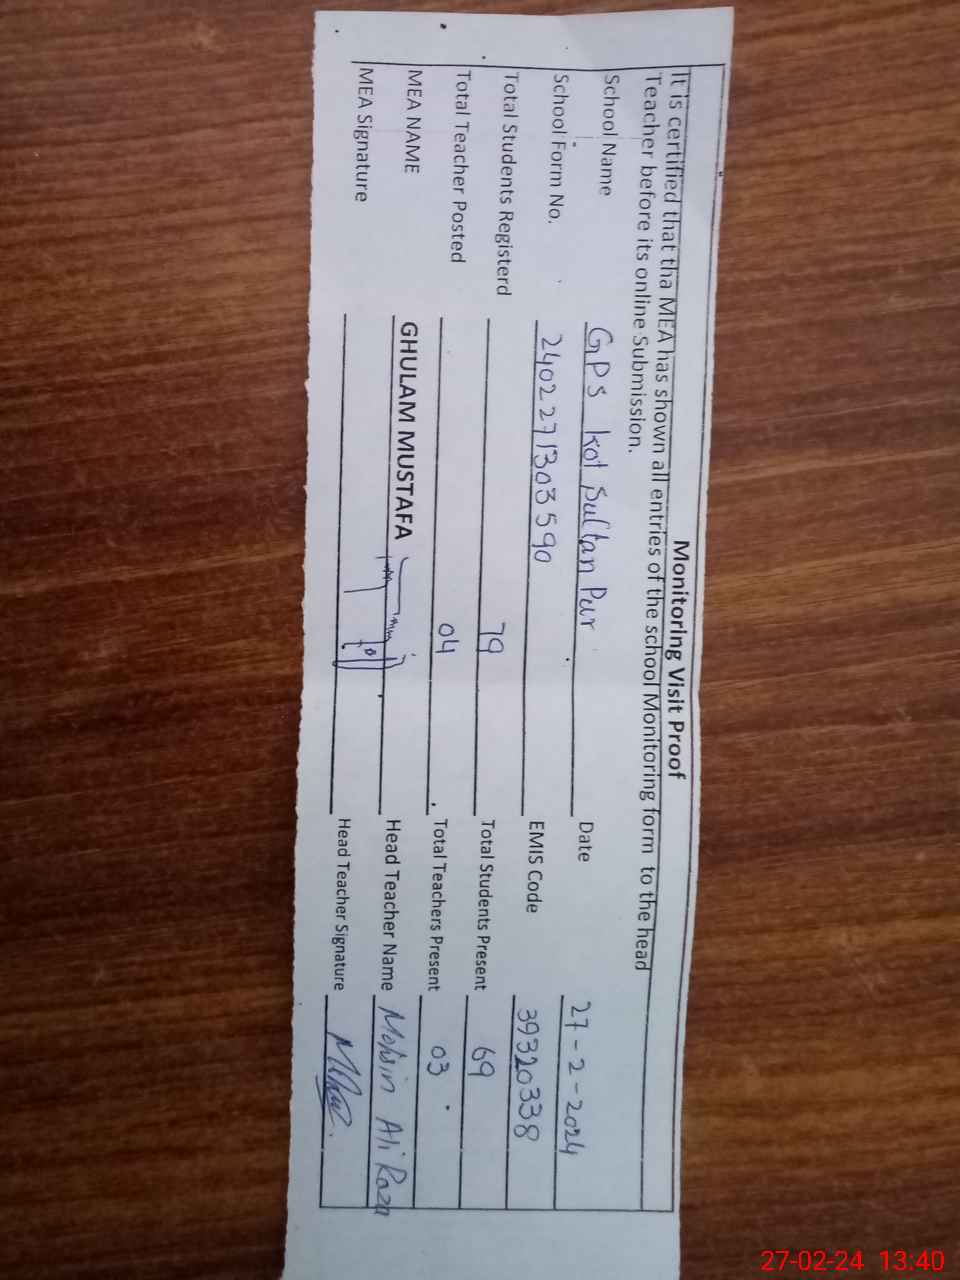 Monitoring Visit Proof
It is certified that tha MEA has shown all entries of the school Monitoring form to the head
Teacher before its online Submission.
School Name GPS Kot Sultan Pur Date 27-2-2024
School Form No. 2402271303590 EMIS Code 39320338
Total Students Registerd 79 Total Students Present 69
Total Teacher Posted 04 Total Teachers Present 03
MEA NAME GHULAM MUSTAFA Head Teacher Name Mohsin Ali Raza
MEA Signature Head Teacher Signature
27-02-24 13:40